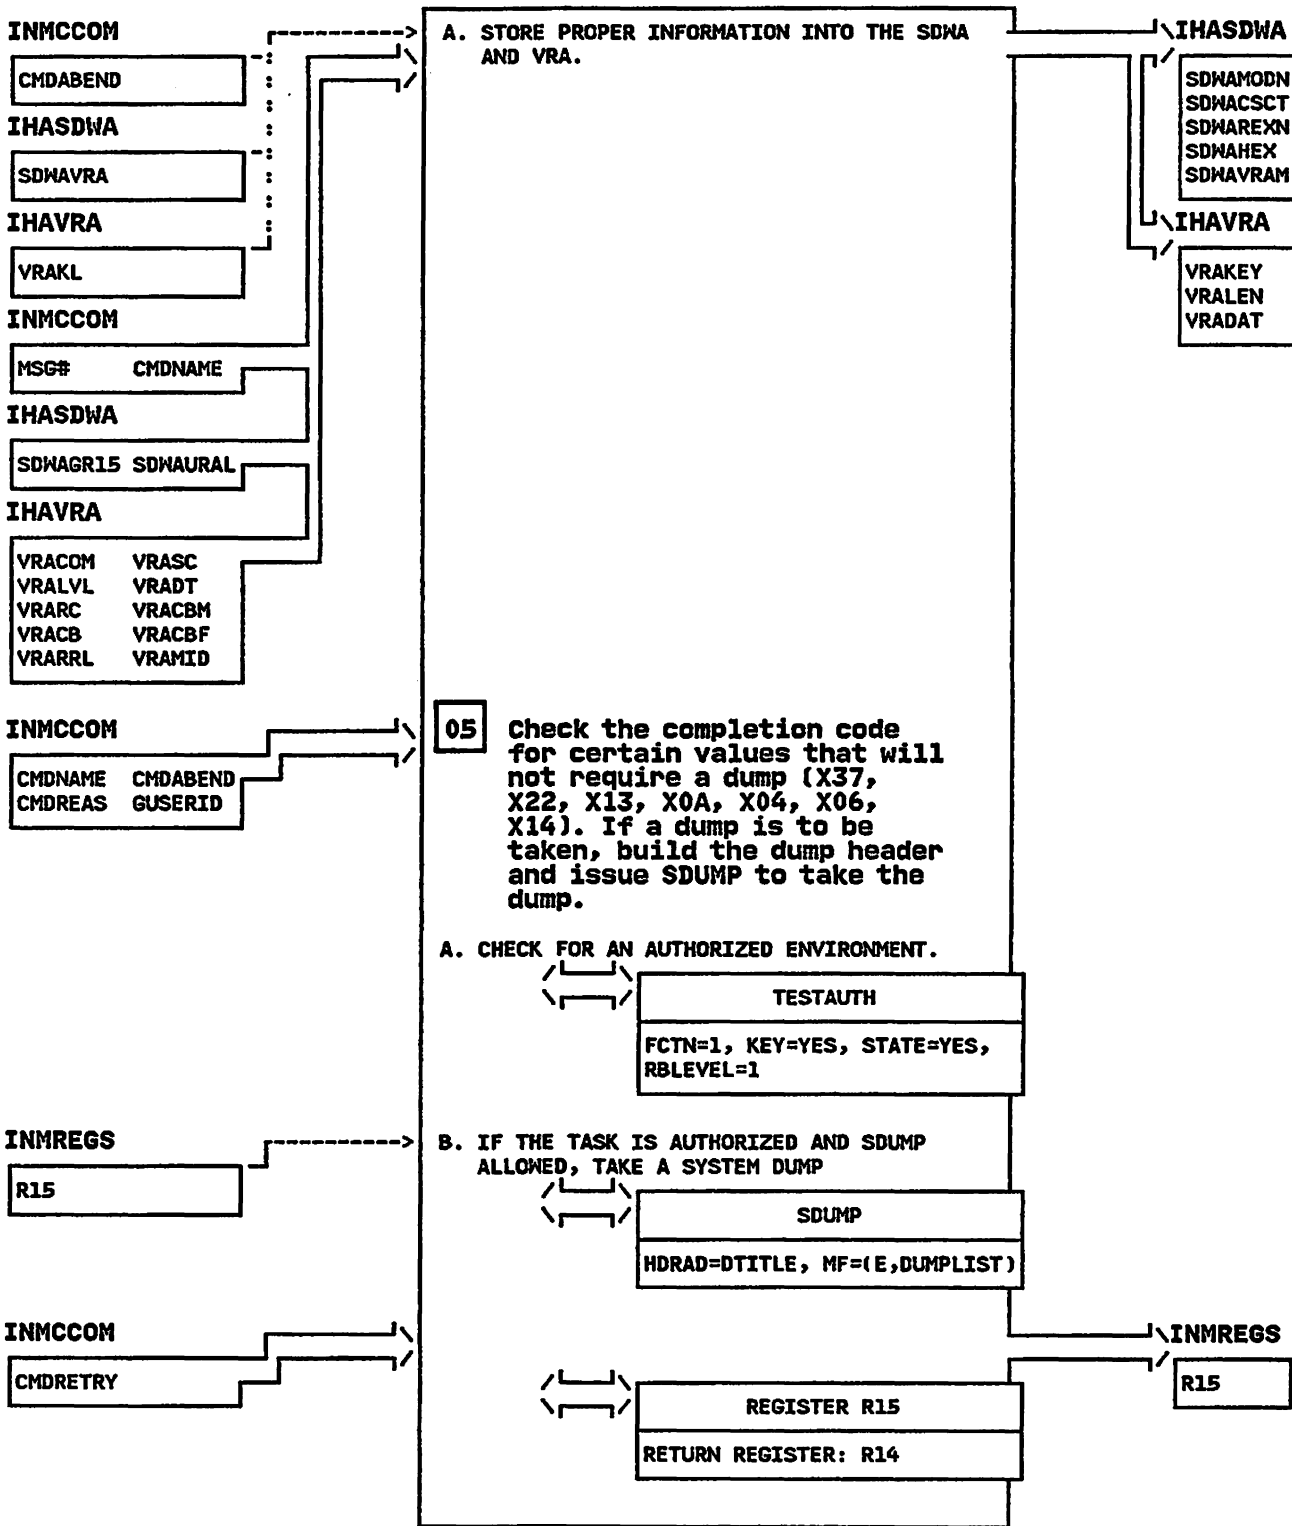 INMCCOM
CMDABEND
IHASDWA
SDWAVRA
IHAVRA
VRAKL
INMCCOM
MSG# CMDNAME
IHASDWA
SDWAGR15 SDWAURAL
IHAVRA
VRACOM VRASC
VRALVL VRADT
VRARC VRACBM
VRACB VRACBF
VRARRL VRAMID
A. STORE PROPER INFORMATION INTO THE SDWA
AND VRA.
IHASDWA
SDWAMODN
SDWACSCT
SDWAREXN
SDWAHEX
SDWAVRAM
IHAVRA
VRAKEY
VRALEN
VRADAT
INMCCOM
CMDNAME CMDABEND
CMDREAS GUSERID
05 Check the completion code
for certain values that will
not require a dump (X37,
X22, X13, X0A, X04, X06,
X14). If a dump is to be
taken, build the dump header
and issue SDUMP to take the
dump.
A. CHECK FOR AN AUTHORIZED ENVIRONMENT.
TESTAUTH
FCTN=1, KEY=YES, STATE=YES,
RBLEVEL=1
INMREGS
R15
B. IF THE TASK IS AUTHORIZED AND SDUMP
ALLOWED, TAKE A SYSTEM DUMP
SDUMP
HDRAD=DTITLE, MF=(E,DUMPLIST)
INMCCOM
CMDRETRY
REGISTER R15
RETURN REGISTER: R14
INMREGS
R15